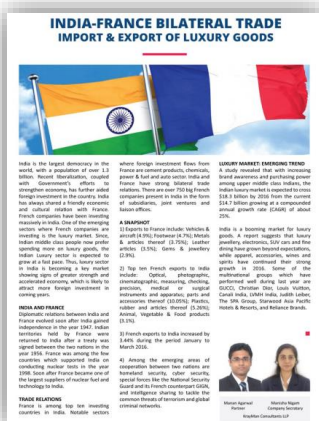 INDIA-FRANCE BILATERAL TRADE
IMPORT & EXPORT OF LUXURY GOODS
India is the largest democracy in the
world, with a population of over 1.3
billion. Recent liberalization, coupled
with Government's efforts to
strengthen economy, has further aided
foreign investment in the country. India
has always shared a friendly economic
and cultural relation with France.
French companies have been investing
massively in India. One of the emerging
sectors where French companies are
investing is the luxury market. Since,
Indian middle class people now prefer
spending more on luxury goods, the
Indian Luxury sector is expected to
grow at a fast pace. Thus, luxury sector
in India is becoming a key market
showing signs of greater strength and
accelerated economy, which is likely to
attract more foreign investment in
coming years.
INDIA AND FRANCE
Diplomatic relations between India and
France evolved soon after India gained
independence in the year 1947. Indian
territories held by France were
returned to India after a treaty was
signed between the two nations in the
year 1956. France was among the few
countries which supported India on
conducting nuclear tests in the year
1998. Soon after France became one of
the largest suppliers of nuclear fuel and
technology to India.
TRADE RELATIONS
France is among top ten investing
countries in India. Notable sectors
where foreign investment flows from
France are cement products, chemicals,
power & fuel and auto sector. India and
France have strong bilateral trade
relations. There are over 750 big French
companies present in India in the form
of subsidiaries, joint ventures and
liaison offices.
A SNAPSHOT
1) Exports to France include: Vehicles &
aircraft (4.9%); Footwear (4.7%); Metals
& articles thereof (3.75%); Leather
articles (3.5%); Gems & Jewellery
(2.9%).
2) Top ten French exports to India
include: Optical, photographic,
cinematographic, measuring, checking,
precision, medical or surgical
instruments and apparatus; parts and
accessories thereof (10.05%); Plastics,
Rubber and articles thereof (5.26%),
Animal, Vegetable & Food products
(3.1%).
3) French exports to India increased by
3.44% during the period January to
March 2016.
4) Among the emerging areas of
cooperation between two nations are
homeland security, cyber security,
special forces like the National Security
Guard and its French counterpart GIGN,
and intelligence sharing to tackle the
common threats of terrorism and global
criminal networks.
LUXURY MARKET: EMERGING TREND
A study revealed that with increasing
brand awareness and purchasing power
among upper middle class Indians, the
Indian luxury market is expected to cross
$18.3 billion by 2016 from the current
$14.7 billion growing at a compounded
annual growth rate (CAGR) of about
25%.
India is a booming market for luxury
goods. A report suggests that luxury
jewellery, electronics, SUV cars and fine
dining have grown beyond expectations,
while apparel, accessories, wines and
spirits have continued their strong
growth in 2016. Some of the
multinational groups which have
performed well during last year are
GUCCI, Christian Dior, Louis Vuitton,
Canali India, LVMH India, Judith Leiber,
The SPA Group, Starwood Asia Pacific
Hotels & Resorts, and Reliance Brands.
Manan Agarwal
Partner
Manisha Nigam
Company Secretary
KrayMan Consultants LLP